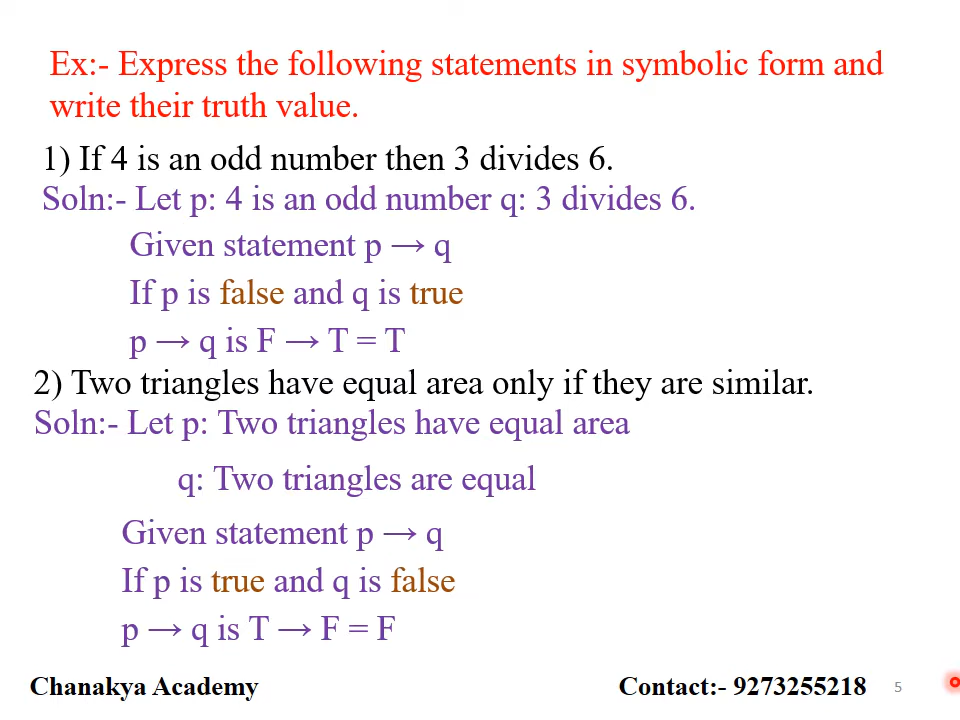 Ex:- Express the following statements in symbolic form and
write their truth value.
1) If 4 is an odd number then 3 divides 6.
Soln:- Let p: 4 is an odd number q: 3 divides 6.
Given statement p → q
If p is false and q is true
p → q is F → T = T
2) Two triangles have equal area only if they are similar.
Soln:- Let p: Two triangles have equal area
q: Two triangles are equal
Given statement p → q
If p is true and q is false
p → q is T → F = F
Chanakya Academy Contact:- 9273255218 5